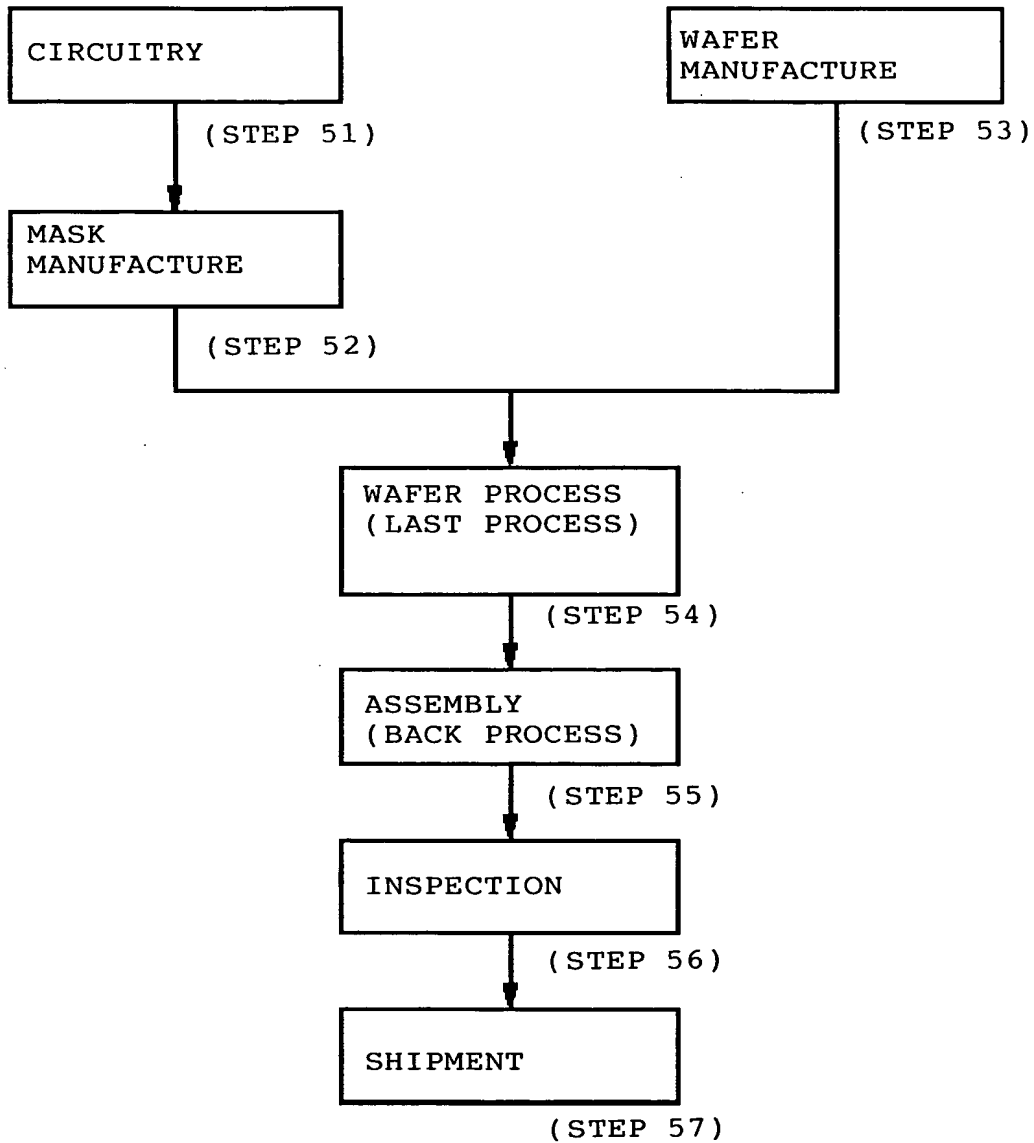 CIRCUITRY
(STEP 51)
MASK
MANUFACTURE
(STEP 52)
WAFER
MANUFACTURE
(STEP 53)
WAFER PROCESS
(LAST PROCESS)
(STEP 54)
ASSEMBLY
(BACK PROCESS)
(STEP 55)
INSPECTION
(STEP 56)
SHIPMENT
(STEP 57)